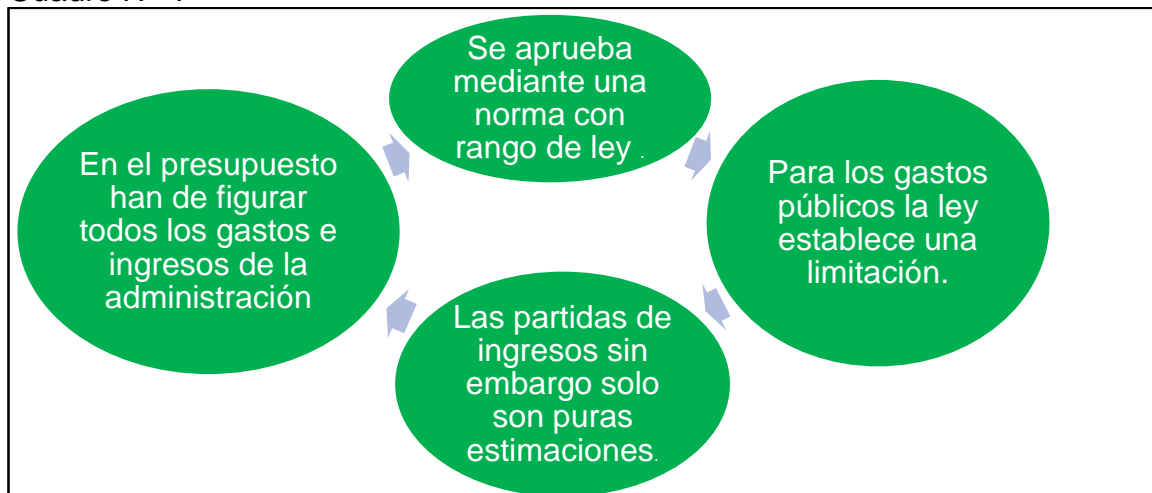 Se aprueba
mediante una
norma con
rango de ley .
En el presupuesto
han de figurar
todos los gastos e
ingresos de la
administración
Para los gastos
públicos la ley
establece una
limitación.
Las partidas de
ingresos sin
embargo solo
son puras
estimaciones.